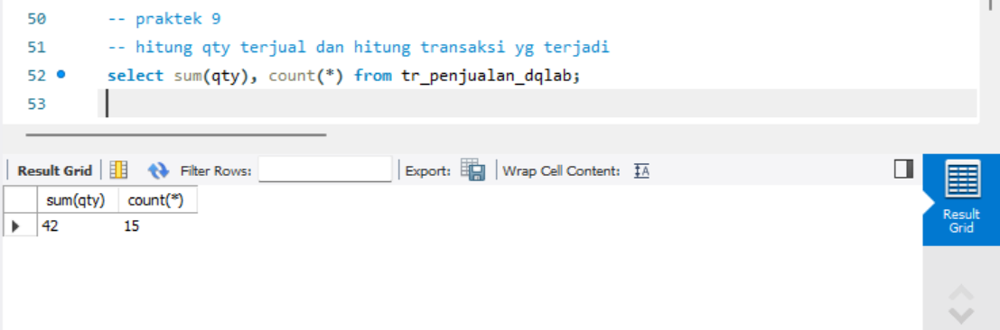 50 -- praktek 9
51 -- hitung qty terjual dan hitung transaksi yg terjadi
52 select sum(qty), count(*) from tr_penjualan_dqlab;
53
Result Grid Filter Rows: Export: Wrap Cell Content: IA
sum(qty) count(*)
42 15
Result
Grid